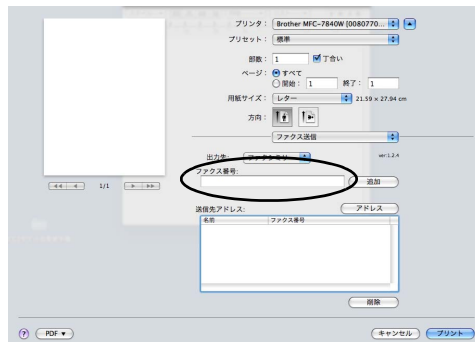 プリンタ： Brother MFC-7840W [0080770...
プリセット： 標準
部数： 1 丁合い
ページ： すべて
開始： 1 終了： 1
用紙サイズ： レター 21.59 x 27.94 cm
方向：
ファクス送信
出力先: ファクシミリ ver:1.2.4
ファクス番号:
追加
1/1
送信先アドレス: アドレス
名前 ファクス番号
削除
? PDF ▼ キャンセル プリント